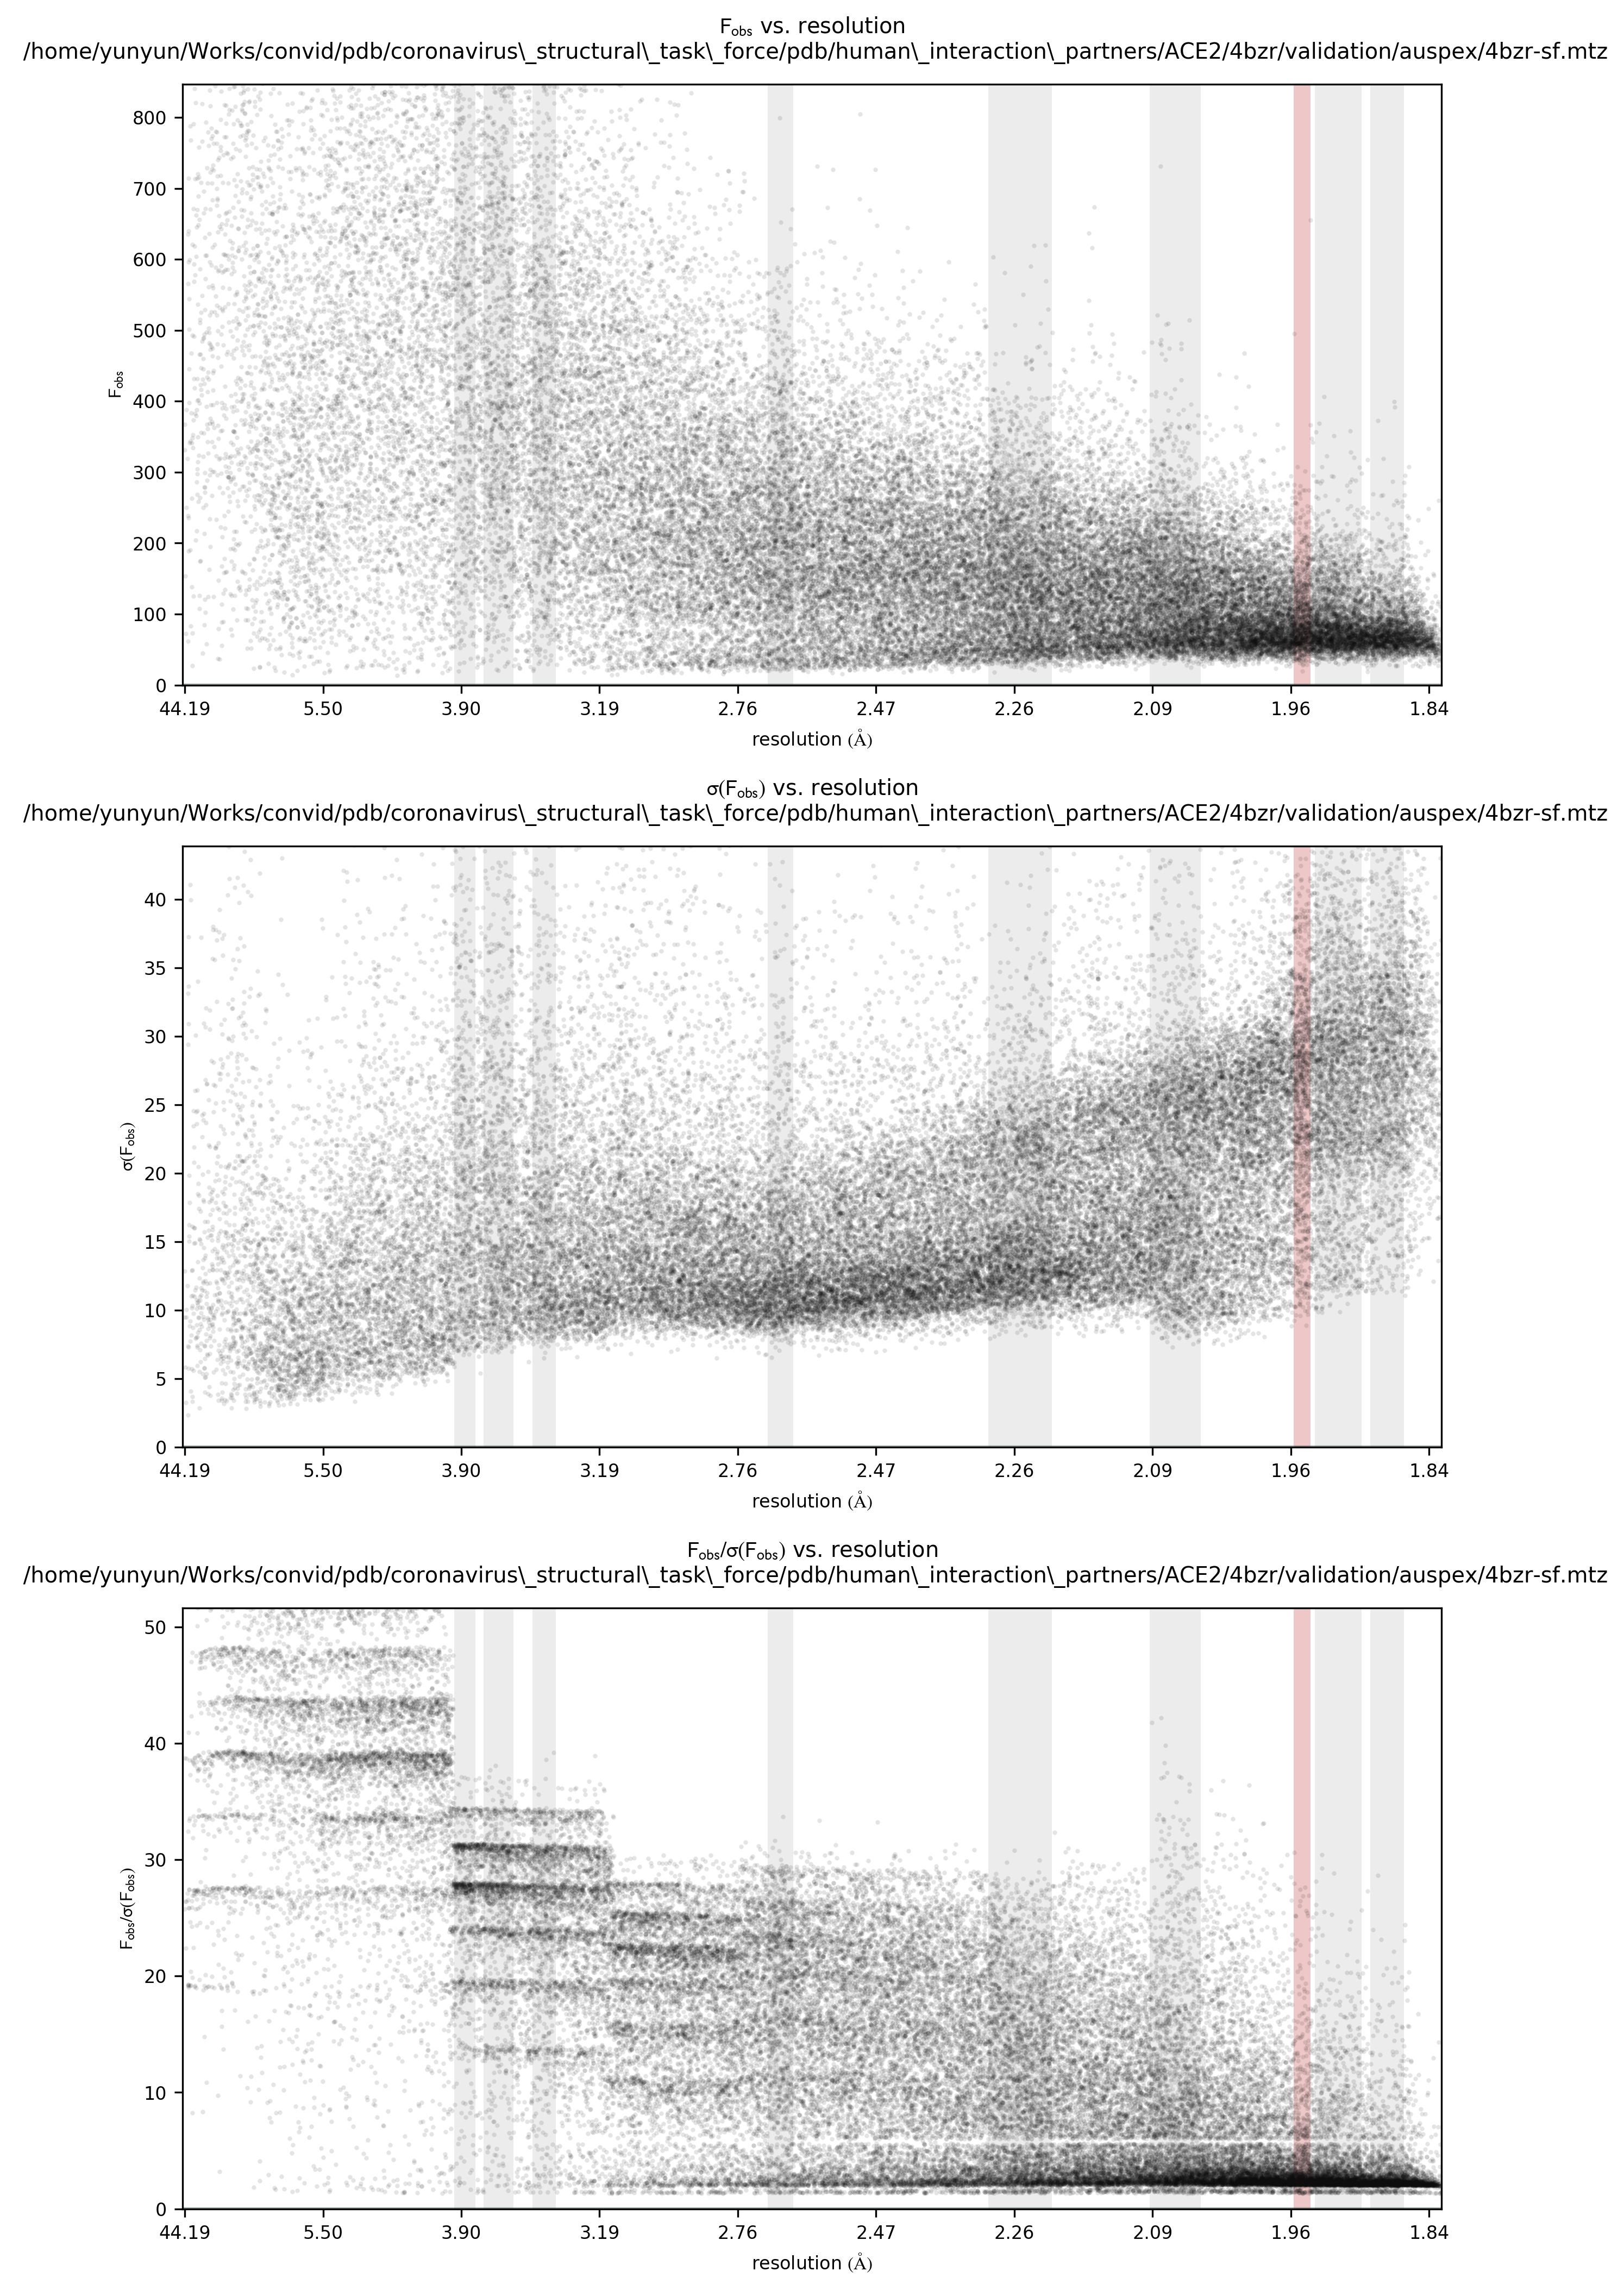 Fobs vs. resolution
/home/yunyun/Works/convid/pdb/coronavirus\_structural\_task\_force/pdb/human\_interaction\_partners/ACE2/4bzr/validation/auspex/4bzr-sf.mtz
800
700
600
500
400
300
200
100
0
Fobs
44.19 5.50 3.90 3.19 2.76 2.47 2.26 2.09 1.96 1.84
resolution (Å)
σ(Fobs) vs. resolution
/home/yunyun/Works/convid/pdb/coronavirus\_structural\_task\_force/pdb/human\_interaction\_partners/ACE2/4bzr/validation/auspex/4bzr-sf.mtz
40
35
30
25
20
15
10
5
0
σ(Fobs)
44.19 5.50 3.90 3.19 2.76 2.47 2.26 2.09 1.96 1.84
resolution (Å)
Fobs/σ(Fobs) vs. resolution
/home/yunyun/Works/convid/pdb/coronavirus\_structural\_task\_force/pdb/human\_interaction\_partners/ACE2/4bzr/validation/auspex/4bzr-sf.mtz
50
40
30
20
10
0
Fobs/σ(Fobs)
44.19 5.50 3.90 3.19 2.76 2.47 2.26 2.09 1.96 1.84
resolution (Å)